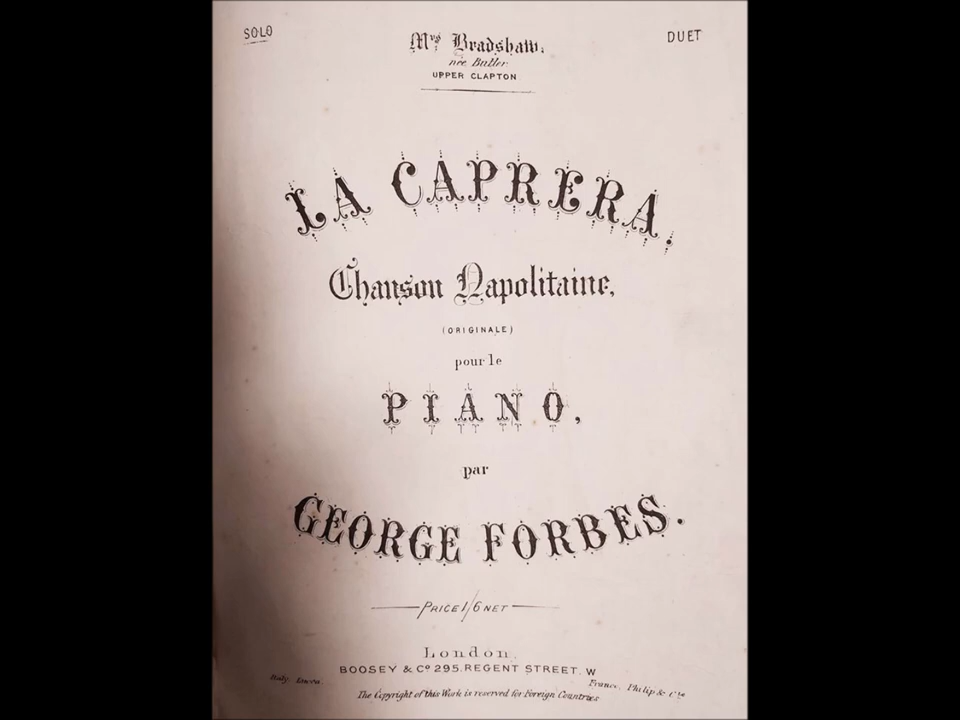 SOLO
DUET
Mrs Bradshaw,
née Butler
UPPER CLAPTON
LA CAPRERA,
Chanson Napolitaine,
(ORIGINALE)
pour le
PIANO,
par
GEORGE FORBES.
PRICE 1/6 NET
London,
BOOSEY & Co 295, REGENT STREET, W
Italy,
France, Philip & Cie
The Copyright of this Work is reserved for Foreign Countries